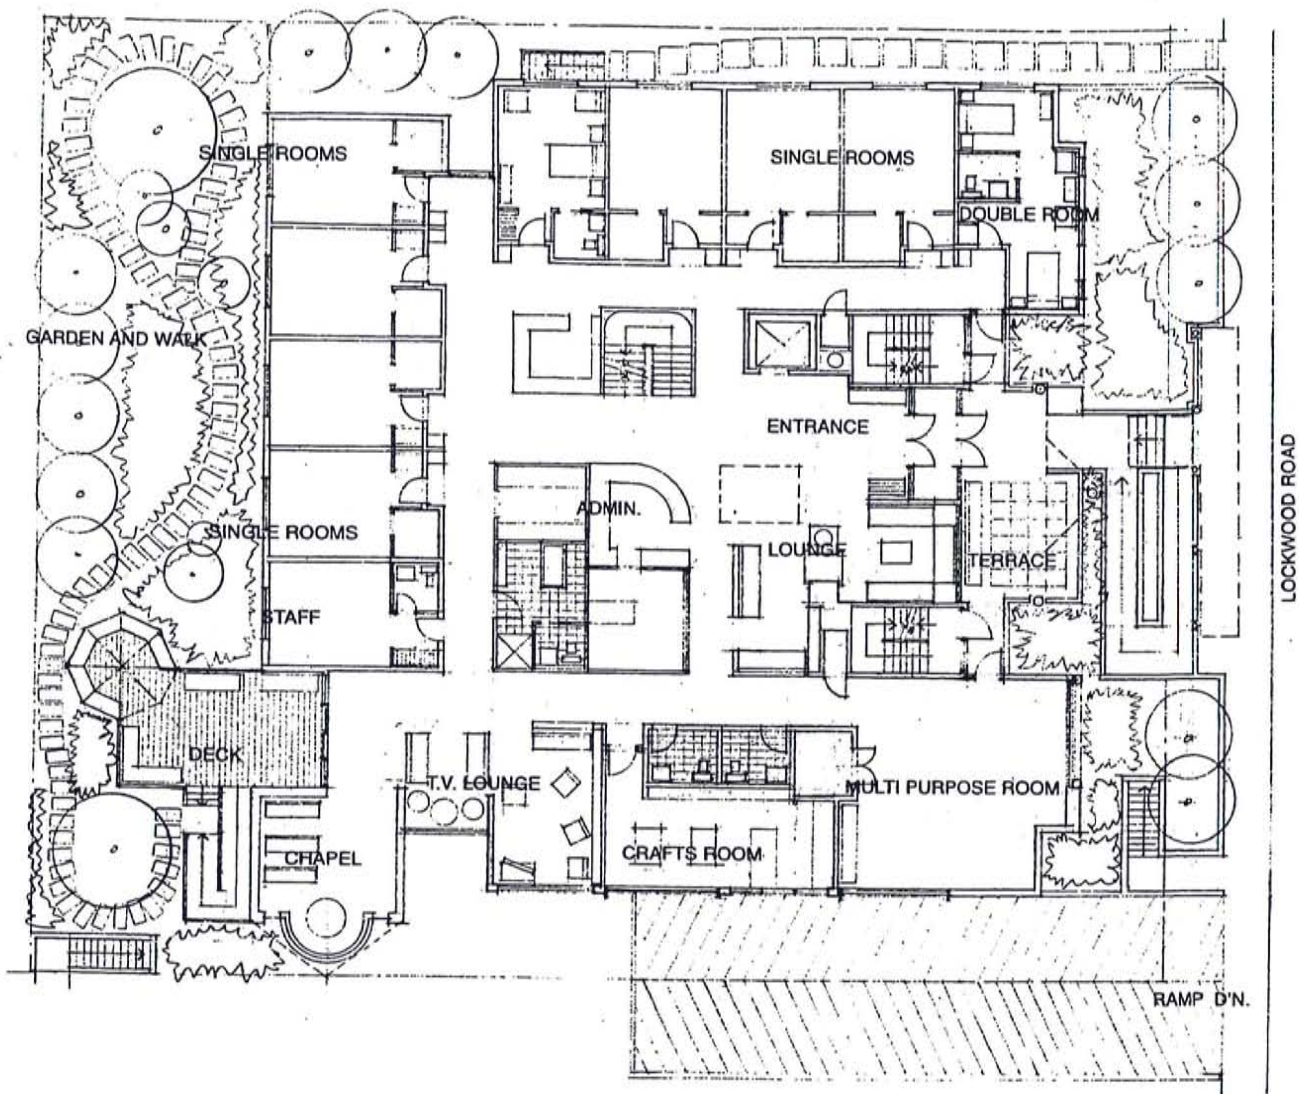 SINGLE ROOMS
SINGLE ROOMS
DOUBLE ROOM
GARDEN AND WALK
ENTRANCE
LOCKWOOD ROAD
ADMIN.
SINGLE ROOMS
LOUNGE
TERRACE
STAFF
DECK
T.V. LOUNGE
MULTI PURPOSE ROOM
CHAPEL
CRAFTS ROOM
RAMP D'N.